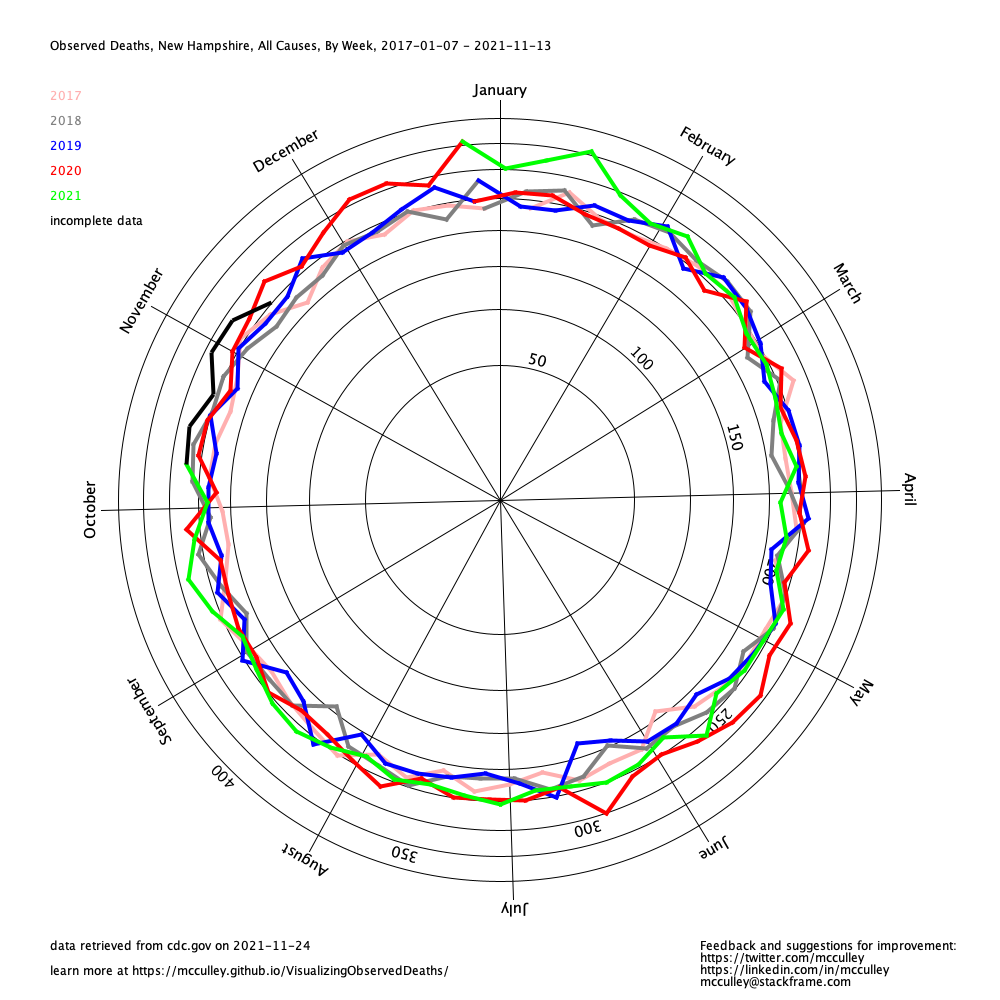 Observed Deaths, New Hampshire, All Causes, By Week, 2017-01-07 - 2021-11-13
2017
2018
2019
2020
2021
incomplete data
January
February
March
April
May
June
July
August
September
October
November
December
50
100
150
200
250
300
350
400
data retrieved from cdc.gov on 2021-11-24
learn more at https://mcculley.github.io/VisualizingObservedDeaths/
Feedback and suggestions for improvement:
https://twitter.com/mcculley
https://linkedin.com/in/mcculley
mcculley@stackframe.com